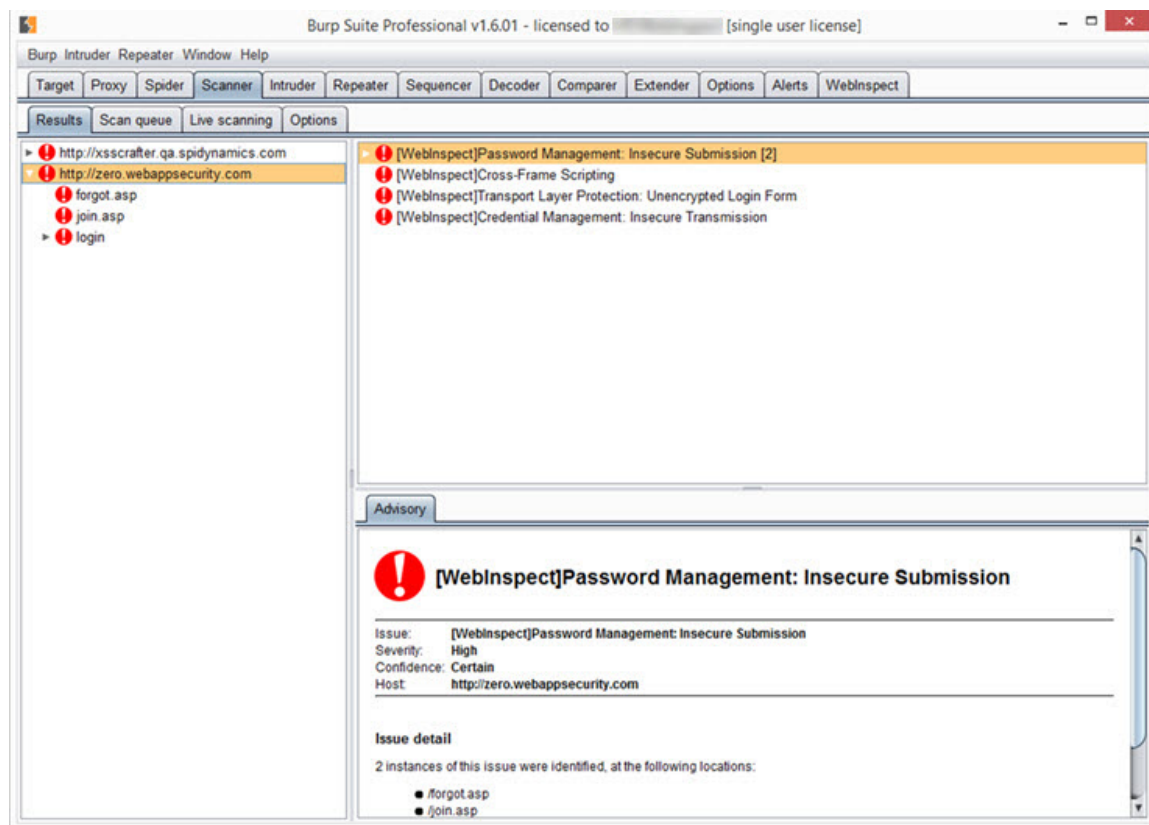 Burp Suite Professional v1.6.01 - licensed to [single user license]
Burp Intruder Repeater Window Help
Target Proxy Spider Scanner Intruder Repeater Sequencer Decoder Comparer Extender Options Alerts WebInspect
Results Scan queue Live scanning Options
http://xsscrafter.qa.spidynamics.com
http://zero.webappsecurity.com
forgot.asp
join.asp
login
[WebInspect]Password Management: Insecure Submission [2]
[WebInspect]Cross-Frame Scripting
[WebInspect]Transport Layer Protection: Unencrypted Login Form
[WebInspect]Credential Management: Insecure Transmission
Advisory
[WebInspect]Password Management: Insecure Submission
Issue: [WebInspect]Password Management: Insecure Submission
Severity: High
Confidence: Certain
Host: http://zero.webappsecurity.com
Issue detail
2 instances of this issue were identified, at the following locations:
/forgot.asp
/join.asp